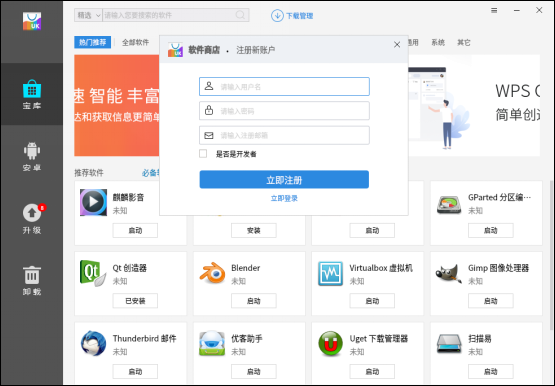 UK
精选
请输入您要搜索的软件
下载管理
热门推荐
全部软件
通用
系统
其它
软件商店 • 注册新账户
请输入用户名
请输入密码
请输入注册邮箱
是否是开发者
立即注册
立即登录
速 智能 丰富
达和获取信息更简单
WPS
简单创造
宝库
安卓
升级
卸载
推荐软件
必备
麒麟影音
未知
启动
安装
启动
GParted 分区编…
未知
启动
Qt 创造器
未知
已安装
Blender
未知
启动
Virtualbox 虚拟机
未知
启动
Gimp 图像处理器
未知
启动
Thunderbird 邮件
未知
启动
优客助手
未知
启动
Uget 下载管理器
未知
启动
扫描易
未知
启动